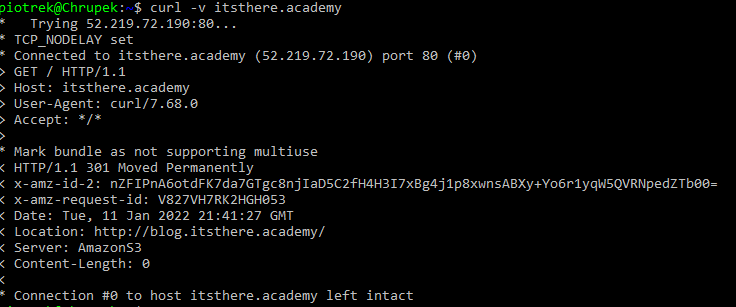 piotrek@Chrupek:~$ curl -v itsthere.academy
*   Trying 52.219.72.190:80...
* TCP_NODELAY set
* Connected to itsthere.academy (52.219.72.190) port 80 (#0)
> GET / HTTP/1.1
> Host: itsthere.academy
> User-Agent: curl/7.68.0
> Accept: */*
>
* Mark bundle as not supporting multiuse
< HTTP/1.1 301 Moved Permanently
< x-amz-id-2: nZFIPnA6otdFK7da7GTgc8njIaD5C2fH4H3I7xBg4j1p8xwnsABXy+Yo6r1yqW5QVRNpedZTb00=
< x-amz-request-id: V827VH7RK2HGH053
< Date: Tue, 11 Jan 2022 21:41:27 GMT
< Location: http://blog.itsthere.academy/
< Server: AmazonS3
< Content-Length: 0
<
* Connection #0 to host itsthere.academy left intact